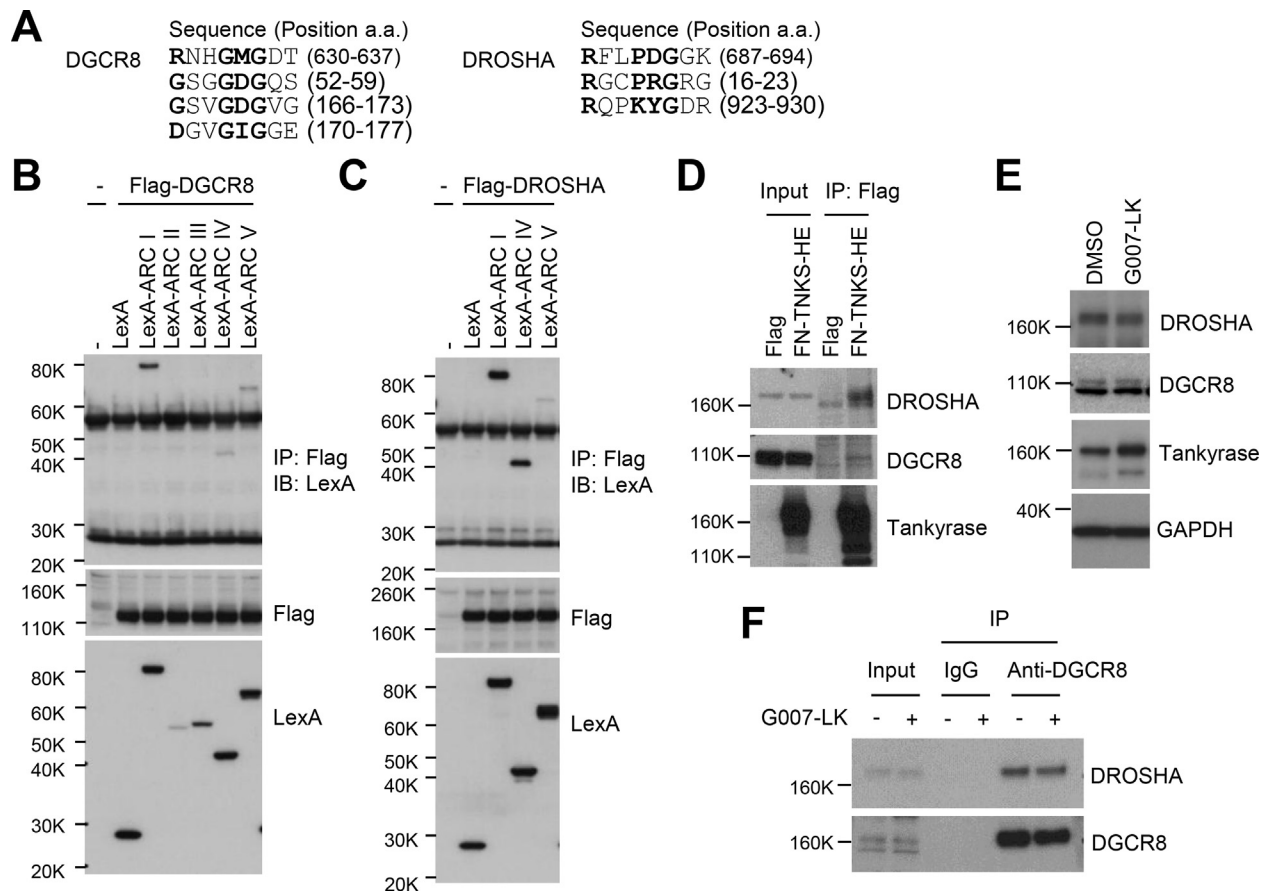 A
DGCR8
Sequence (Position a.a.)
RNHGMGDT (630-637)
GSGGDGQS (52-59)
GSVGDGVG (166-173)
DGVGIGGE (170-177)
DROSHA
Sequence (Position a.a.)
RFLPDGGK (687-694)
RGCPRGRG (16-23)
RQPKYGDR (923-930)
B
- Flag-DGCR8
-
LexA
LexA-ARC I
LexA-ARC II
LexA-ARC III
LexA-ARC IV
LexA-ARC V
80K
60K
50K
40K
30K
20K
IP: Flag
IB: LexA
160K
110K
Flag
80K
60K
50K
40K
30K
20K
LexA
C
- Flag-DROSHA
-
LexA
LexA-ARC I
LexA-ARC IV
LexA-ARC V
80K
60K
50K
40K
30K
20K
IP: Flag
IB: LexA
260K
160K
Flag
80K
60K
50K
40K
30K
20K
LexA
D
Input IP: Flag
Flag
FN-TNKS-HE
Flag
FN-TNKS-HE
160K DROSHA
110K DGCR8
160K
110K
Tankyrase
E
DMSO
G007-LK
160K DROSHA
110K DGCR8
160K Tankyrase
40K
GAPDH
F
IP
Input IgG Anti-DGCR8
G007-LK - + - + - +
160K DROSHA
160K DGCR8